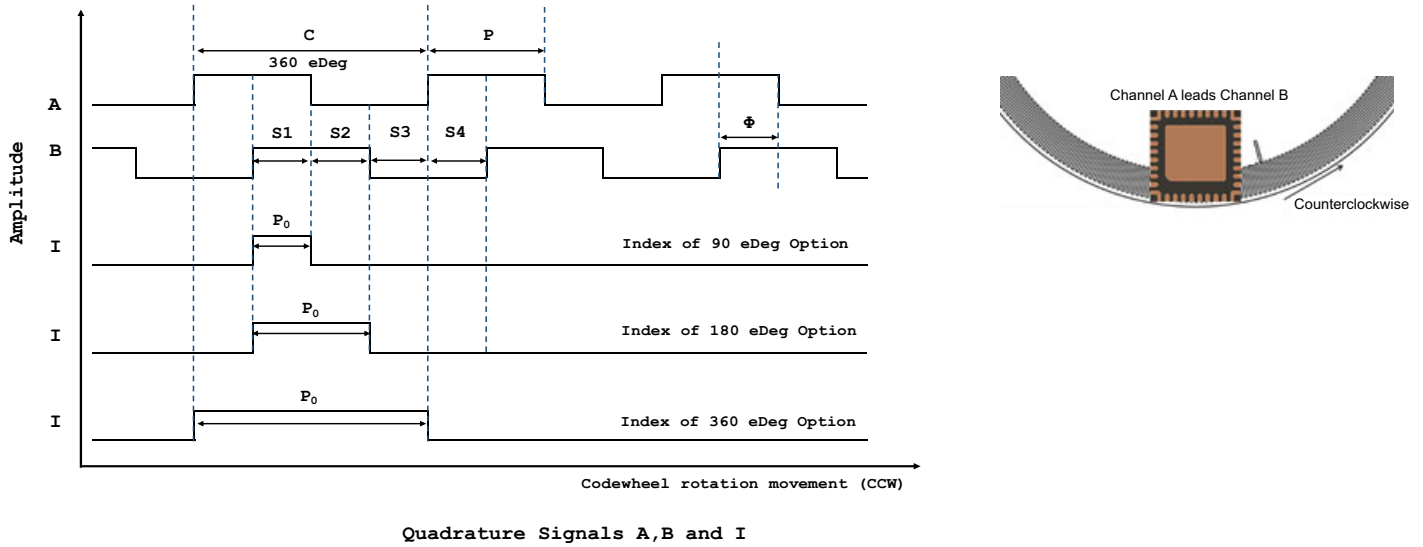 C
P
360 eDeg
A
Φ
S1
S2
S3
S4
B
Amplitude
P₀
I
Index of 90 eDeg Option
P₀
I
Index of 180 eDeg Option
P₀
I
Index of 360 eDeg Option
Codewheel rotation movement (CCW)
Quadrature Signals A,B and I
Channel A leads Channel B
Counterclockwise